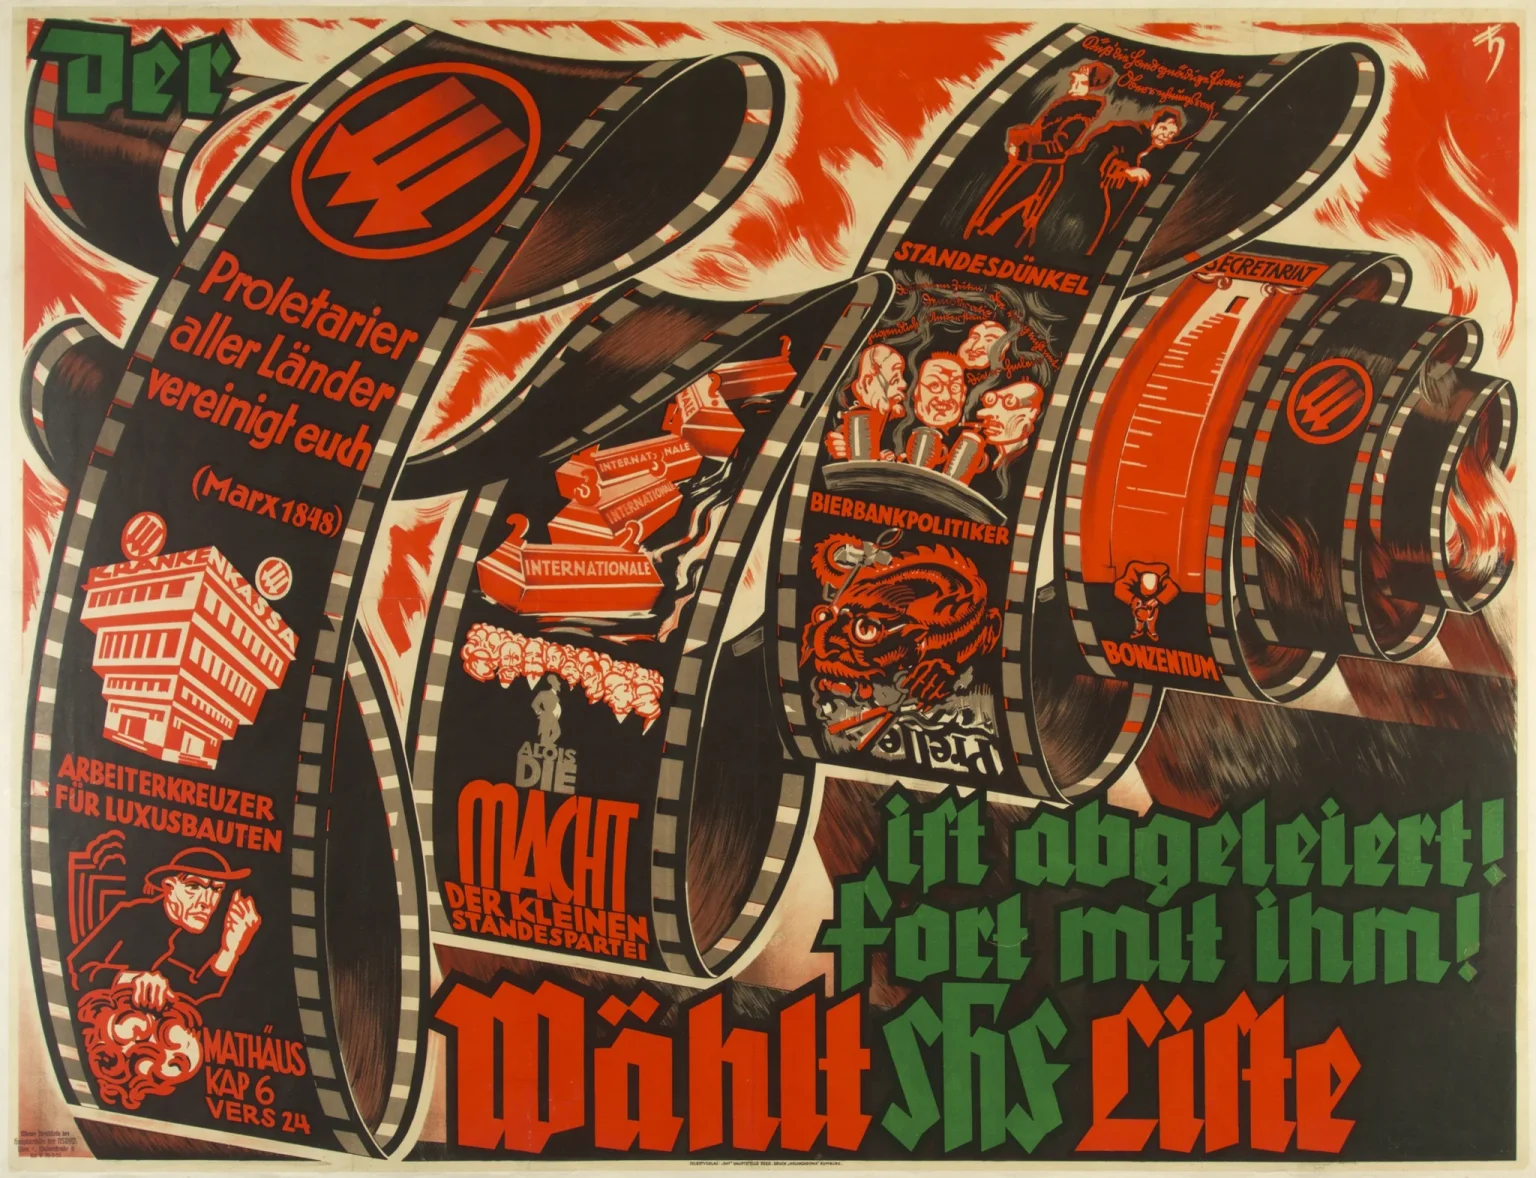 Der
Proletarier
aller Länder
vereinigt euch
(Marx 1848)
KRANKENKASSA
ARBEITERKREUZER
FÜR LUXUSBAUTEN
MATHÄUS
KAP 6
VERS 24
INTERNATIONALE
INTERNATIONALE
INTERNATIONALE
ALOIS
DIE
MACHT
DER KLEINEN
STANDESPARTEI
STANDESDÜNKEL
BIERBANKPOLITIKER
Presse
SECRETARIAT
BONZENTUM
ist abgeleiert!
fort mit ihm!
Wählt SHS Liste